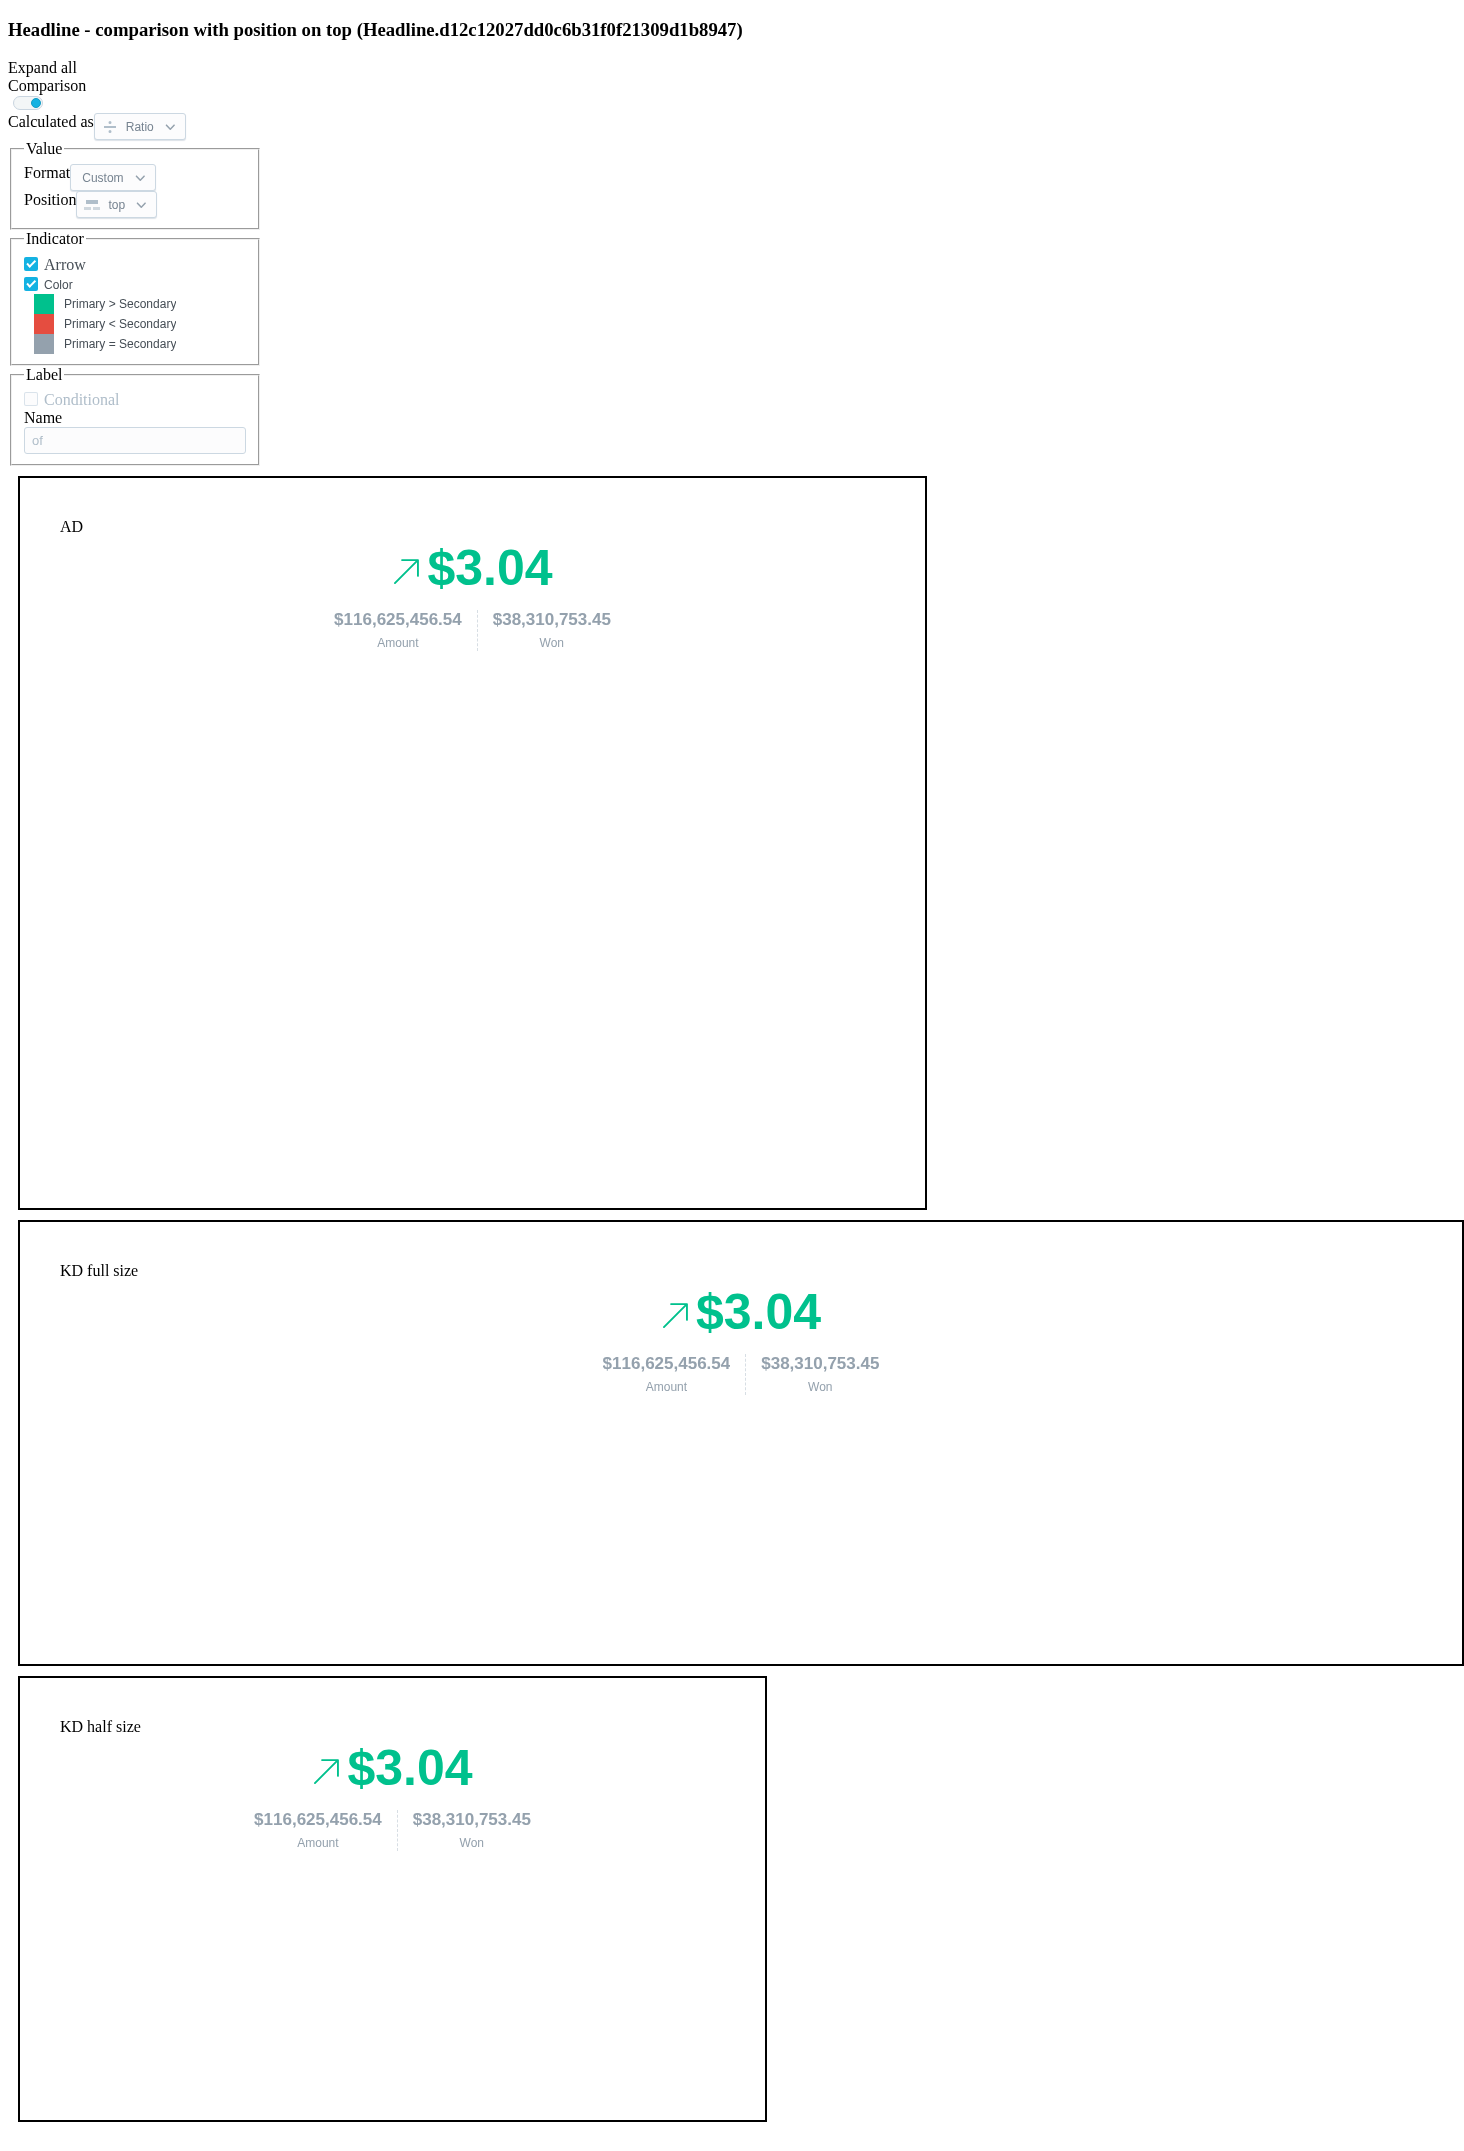 Headline - comparison with position on top (Headline.d12c12027dd0c6b31f0f21309d1b8947)
Expand all
Comparison
Calculated as Ratio
Value
Format Custom
Position top
Indicator
Arrow
Color
Primary > Secondary
Primary < Secondary
Primary = Secondary
Label
Conditional
Name
of
AD
$3.04
$116,625,456.54 $38,310,753.45
Amount Won
KD full size
$3.04
$116,625,456.54 $38,310,753.45
Amount Won
KD half size
$3.04
$116,625,456.54 $38,310,753.45
Amount Won